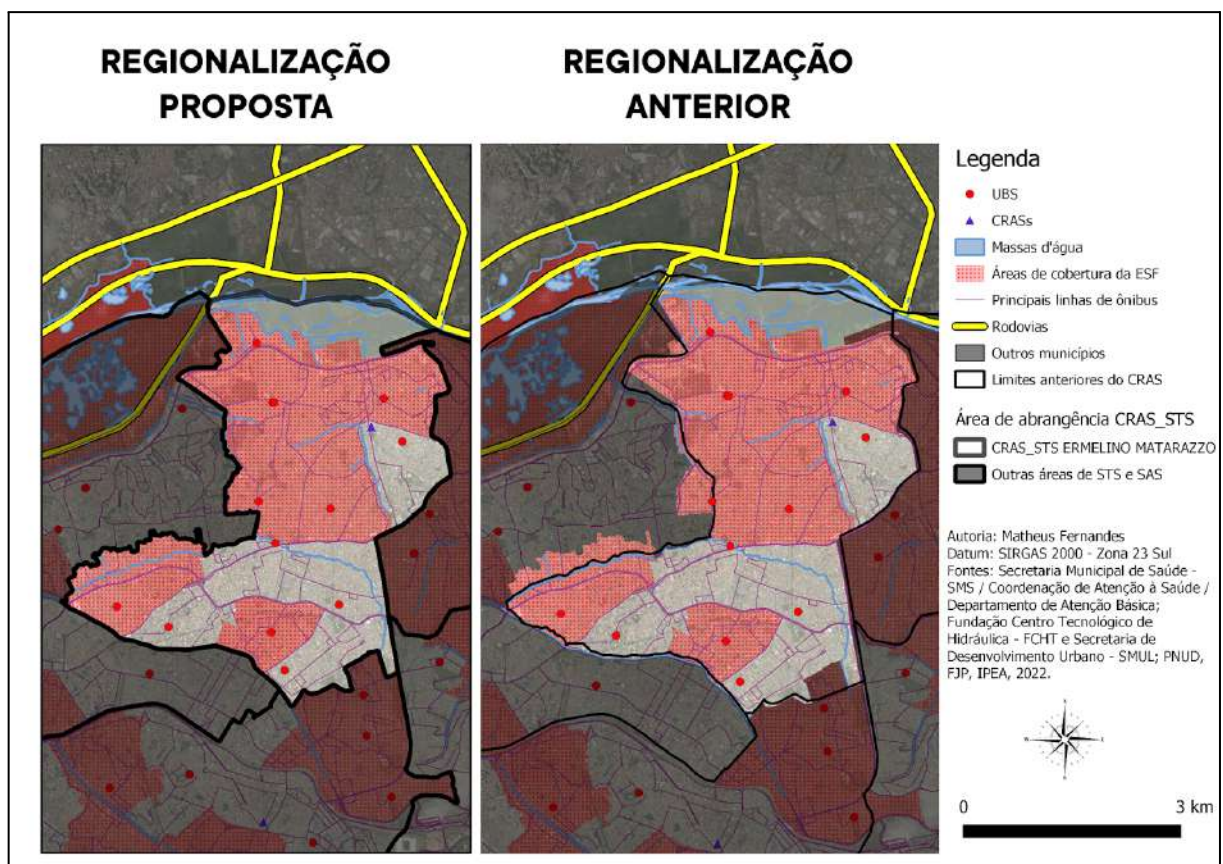 REGIONALIZAÇÃO
PROPOSTA
REGIONALIZAÇÃO
ANTERIOR
Legenda
UBS
CRASs
Massas d'água
Áreas de cobertura da ESF
Principais linhas de ônibus
Rodovias
Outros municípios
Limites anteriores do CRAS
Área de abrangência CRAS_STS
CRAS_STS ERMELINO MATARAZZO
Outras áreas de STS e SAS
Autoria: Matheus Fernandes
Datum: SIRGAS 2000 - Zona 23 Sul
Fontes: Secretaria Municipal de Saúde -
SMS / Coordenação de Atenção à Saúde /
Departamento de Atenção Básica;
Fundação Centro Tecnológico de
Hidráulica - FCHT e Secretaria de
Desenvolvimento Urbano - SMUL; PNUD,
FJP, IPEA, 2022.
N
W
E
S
0 3 km